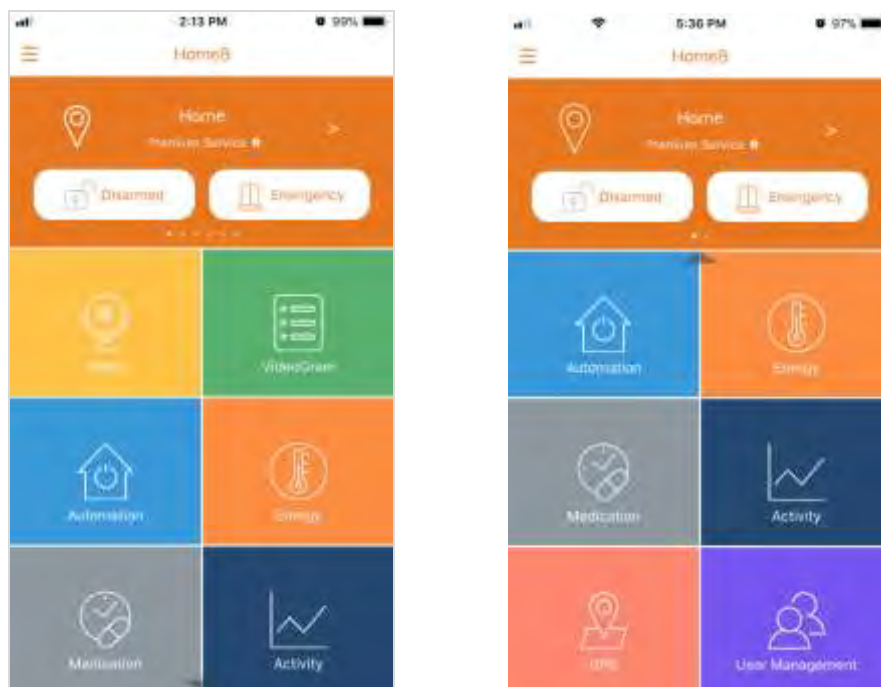 2:13 PM
99%
Home8
Home
Premium Service
>
Disarmed
Emergency
VideoGram
Automation
Energy
Medication
Activity
5:36 PM
97%
Home8
Home
Premium Service
>
Disarmed
Emergency
Automation
Energy
Medication
Activity
GPS
User Management